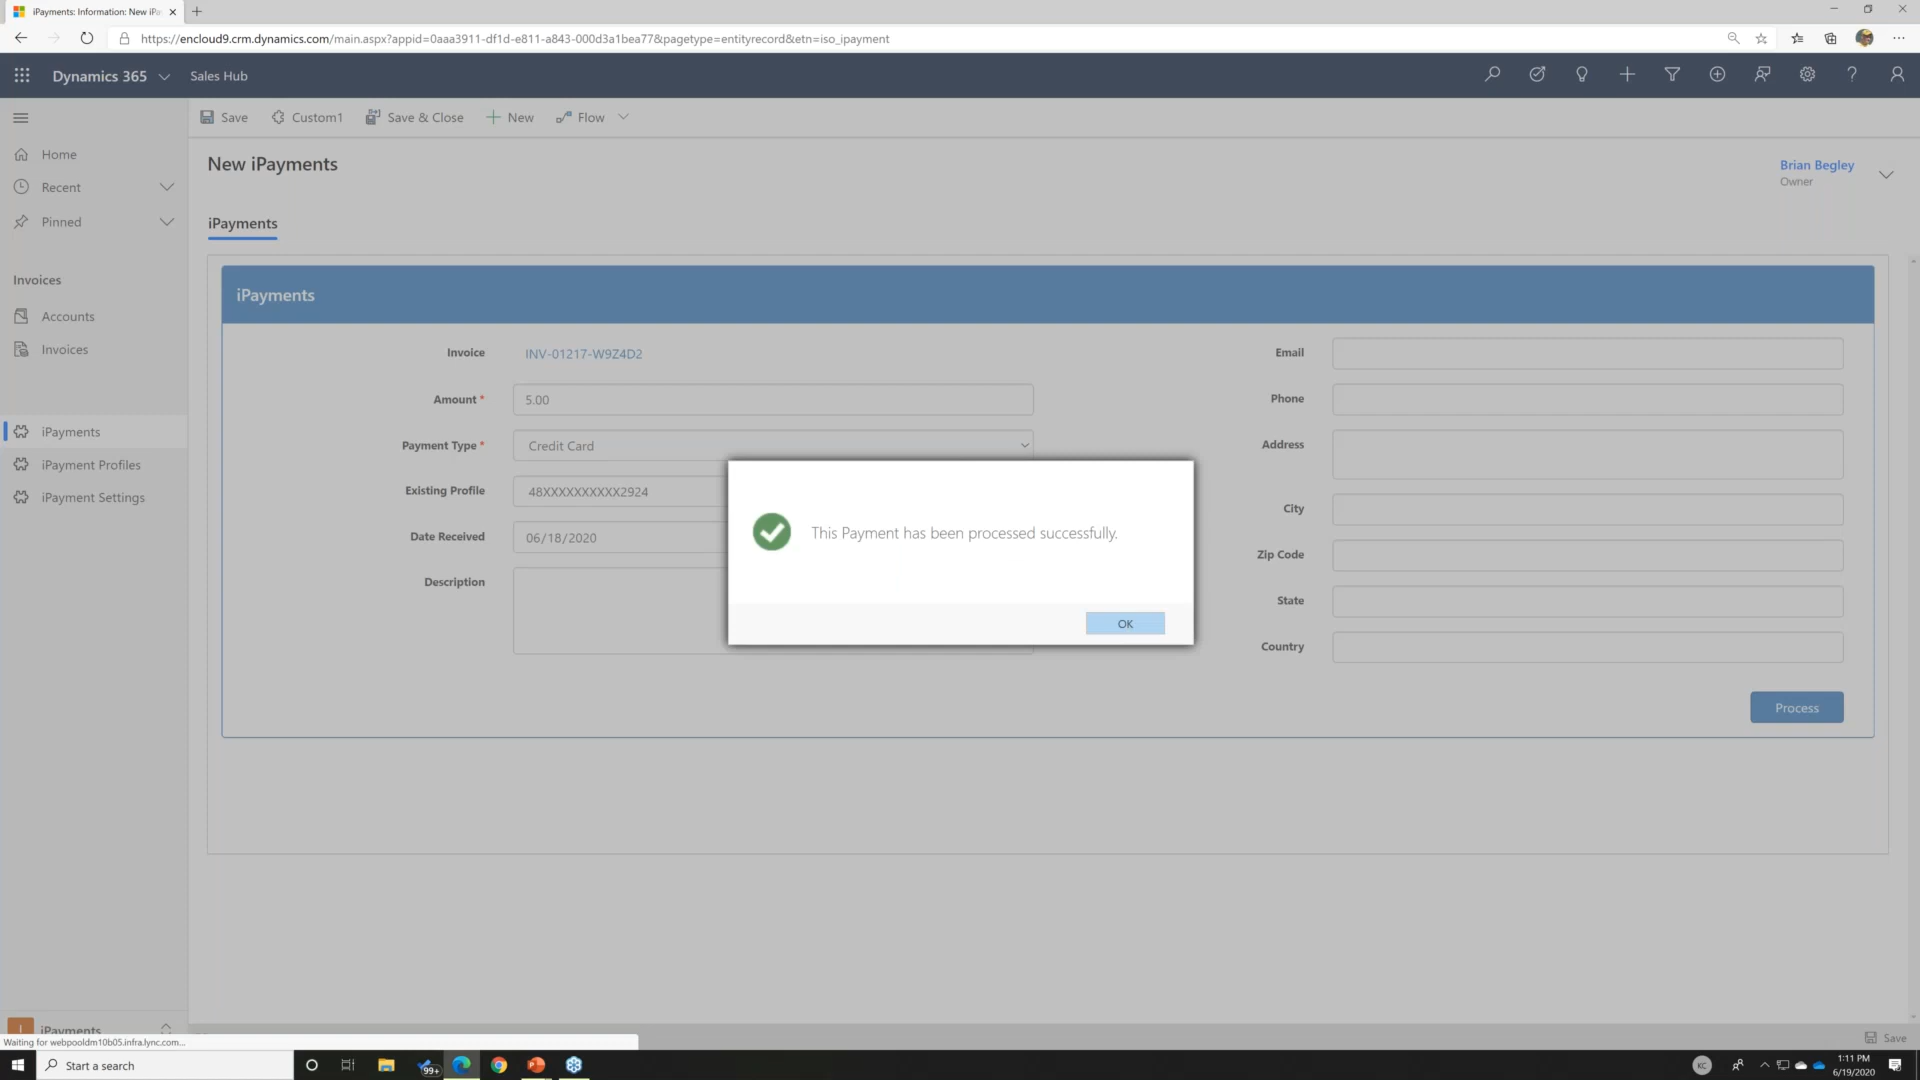 iPayments: Information: New iPa
https://encloud9.crm.dynamics.com/main.aspx?appid=0aaa3911-df1d-e811-a843-000d3a1bea77&pagetype=entityrecord&etn=iso_ipayment
Dynamics 365
Sales Hub
Save
Custom1
Save & Close
New
Flow
Home
Recent
Pinned
Invoices
Accounts
Invoices
iPayments
iPayment Profiles
iPayment Settings
New iPayments
Brian Begley
Owner
iPayments
iPayments
Invoice INV-01217-W9Z4D2
Amount * 5.00
Payment Type * Credit Card
Existing Profile 48XXXXXXXXXX2924
Date Received 06/18/2020
Description
Email
Phone
Address
City
Zip Code
State
Country
Process
This Payment has been processed successfully.
OK
I iPayments
Save
Waiting for webpooldm10b05.infra.lync.com...
Start a search
99+
KC
1:11 PM
6/19/2020